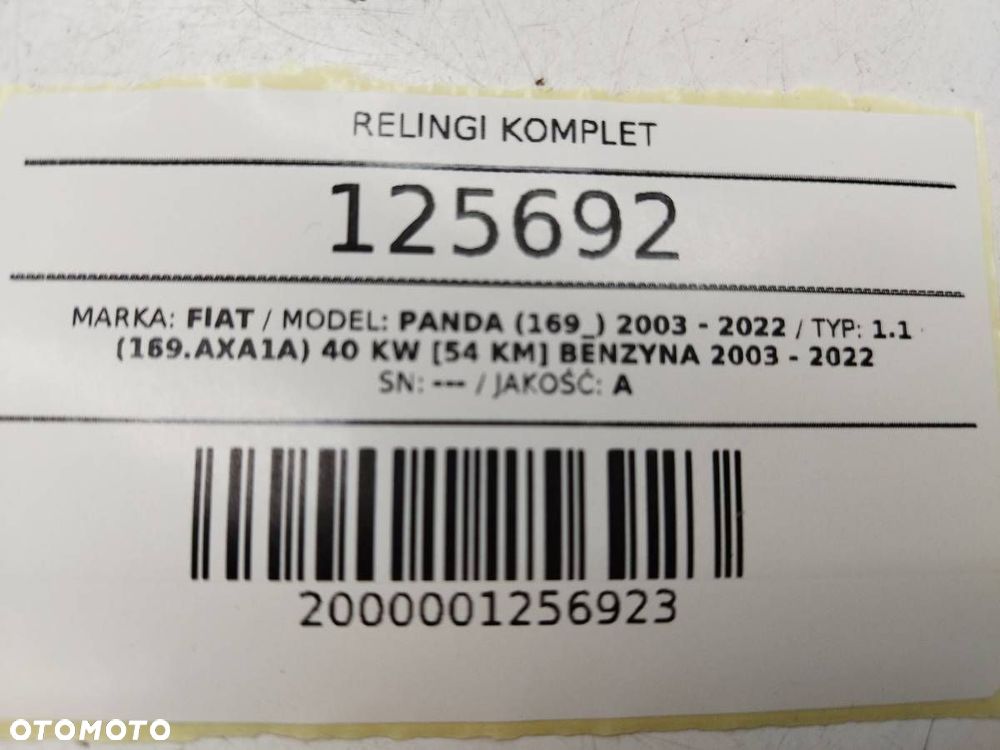 RELINGI KOMPLET
125692
MARKA: FIAT / MODEL: PANDA (169_) 2003 - 2022 / TYP: 1.1
(169.AXA1A) 40 KW [54 KM] BENZYNA 2003 - 2022
SN: --- / JAKOŚĆ: A
2000001256923
OTOMOTO